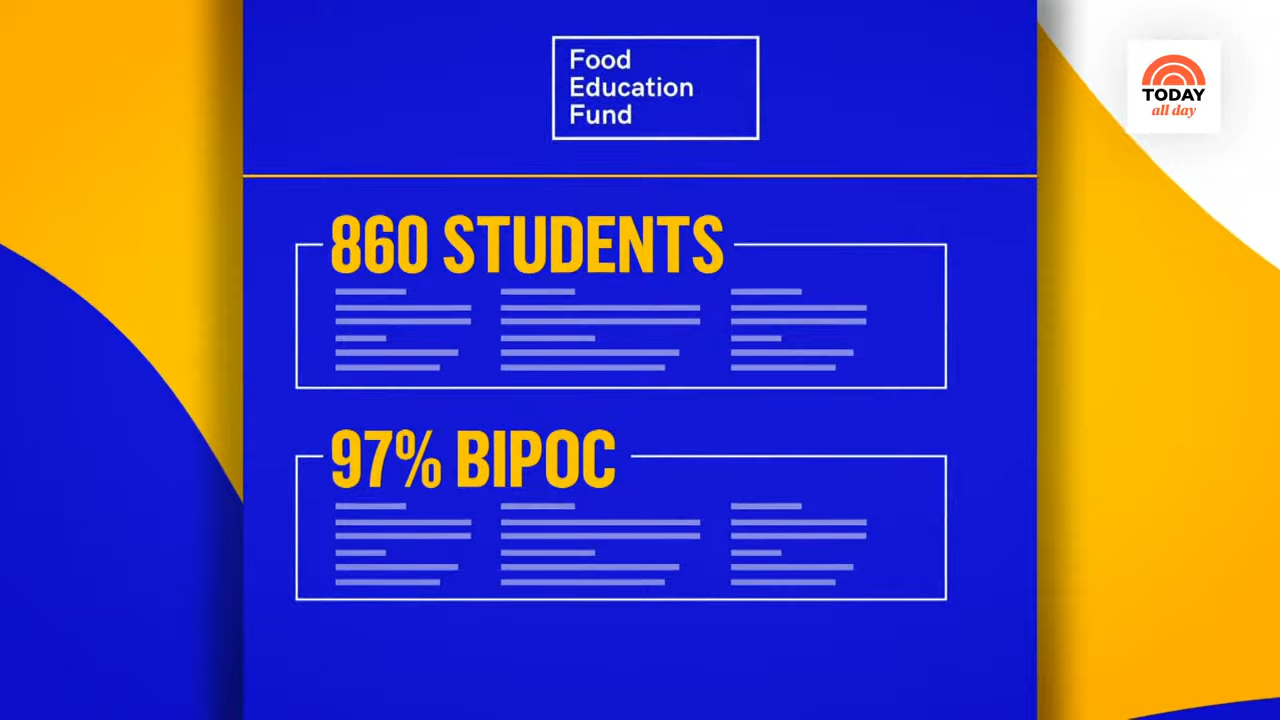 Food
Education
Fund
TODAY
all day
860 STUDENTS
97% BIPOC